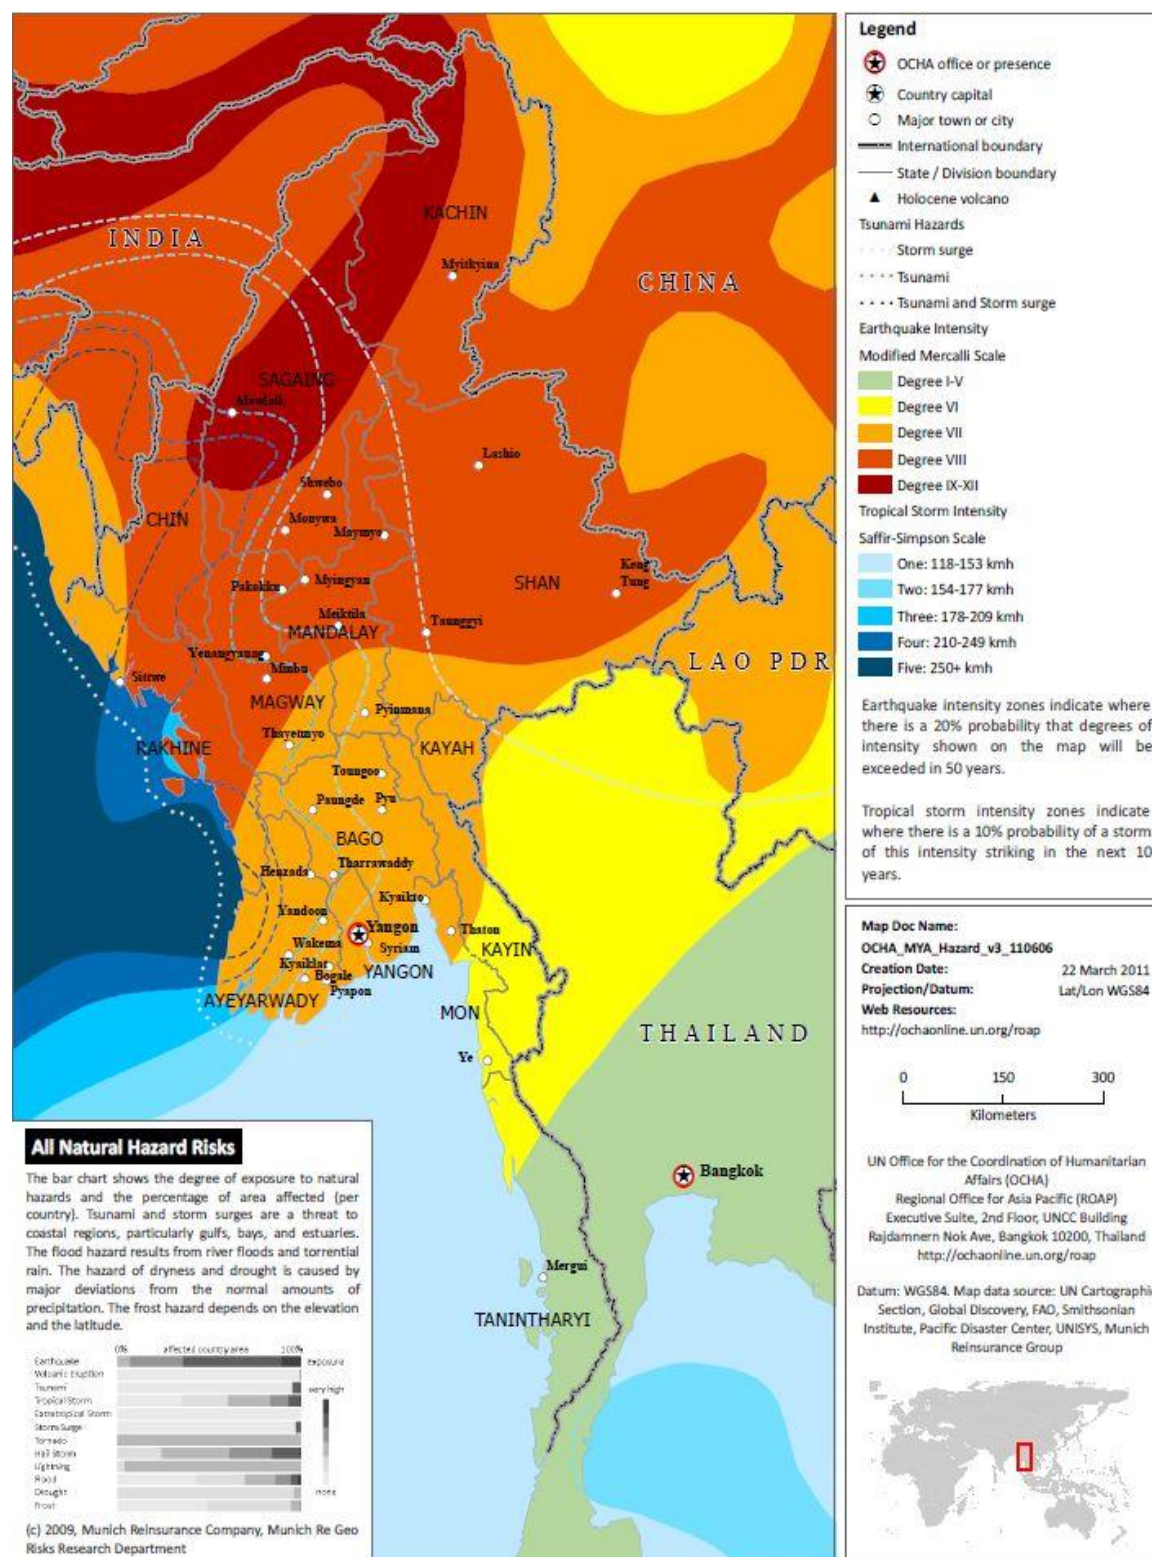 INDIA
KACHIN
Myitkyina
CHINA
SAGAING
Mawlaik
Lashio
Shwebo
CHIN
Monywa
Maymyo
Keng
Tung
Pakokku
Myingyan
SHAN
Meiktila
MANDALAY
Taunggyi
Yenangyaung
Minbu
Sittwe
LAO PDR
MAGWAY
Pyinmana
RAKHINE
Thayetmyo
KAYAH
Toungoo
Paungde
Pyu
BAGO
Henzada
Tharrawaddy
Kyaikto
Yandoon
Yangon
Thaton
Wakema
Syriam
KAYIN
Kyaiklat
Bogale
YANGON
Pyapon
AYEYARWADY
MON
THAILAND
Ye
Bangkok
Mergui
TANINTHARYI
Legend
OCHA office or presence
Country capital
Major town or city
International boundary
State / Division boundary
Holocene volcano
Tsunami Hazards
Storm surge
Tsunami
Tsunami and Storm surge
Earthquake Intensity
Modified Mercalli Scale
Degree I-V
Degree VI
Degree VII
Degree VIII
Degree IX-XII
Tropical Storm Intensity
Saffir-Simpson Scale
One: 118-153 kmh
Two: 154-177 kmh
Three: 178-209 kmh
Four: 210-249 kmh
Five: 250+ kmh
Earthquake intensity zones indicate where
there is a 20% probability that degrees of
intensity shown on the map will be
exceeded in 50 years.
Tropical storm intensity zones indicate
where there is a 10% probability of a storm
of this intensity striking in the next 10
years.
Map Doc Name:
OCHA_MYA_Hazard_v3_110606
Creation Date: 22 March 2011
Projection/Datum: Lat/Lon WGS84
Web Resources:
http://ochaonline.un.org/roap
0 150 300
Kilometers
UN Office for the Coordination of Humanitarian
Affairs (OCHA)
Regional Office for Asia Pacific (ROAP)
Executive Suite, 2nd Floor, UNCC Building
Rajdamnern Nok Ave, Bangkok 10200, Thailand
http://ochaonline.un.org/roap
Datum: WGS84. Map data source: UN Cartographic
Section, Global Discovery, FAO, Smithsonian
Institute, Pacific Disaster Center, UNISYS, Munich
Reinsurance Group
All Natural Hazard Risks
The bar chart shows the degree of exposure to natural
hazards and the percentage of area affected (per
country). Tsunami and storm surges are a threat to
coastal regions, particularly gulfs, bays, and estuaries.
The flood hazard results from river floods and torrential
rain. The hazard of dryness and drought is caused by
major deviations from the normal amounts of
precipitation. The frost hazard depends on the elevation
and the latitude.
0% affected country area 100%
Earthquake
Exposure
Volcanic Eruption
Tsunami
very high
Tropical Storm
Extratropical Storm
Storm Surge
Tornado
Hail Storm
Lightning
Flood
Drought
none
Frost
(c) 2009, Munich Reinsurance Company, Munich Re Geo
Risks Research Department